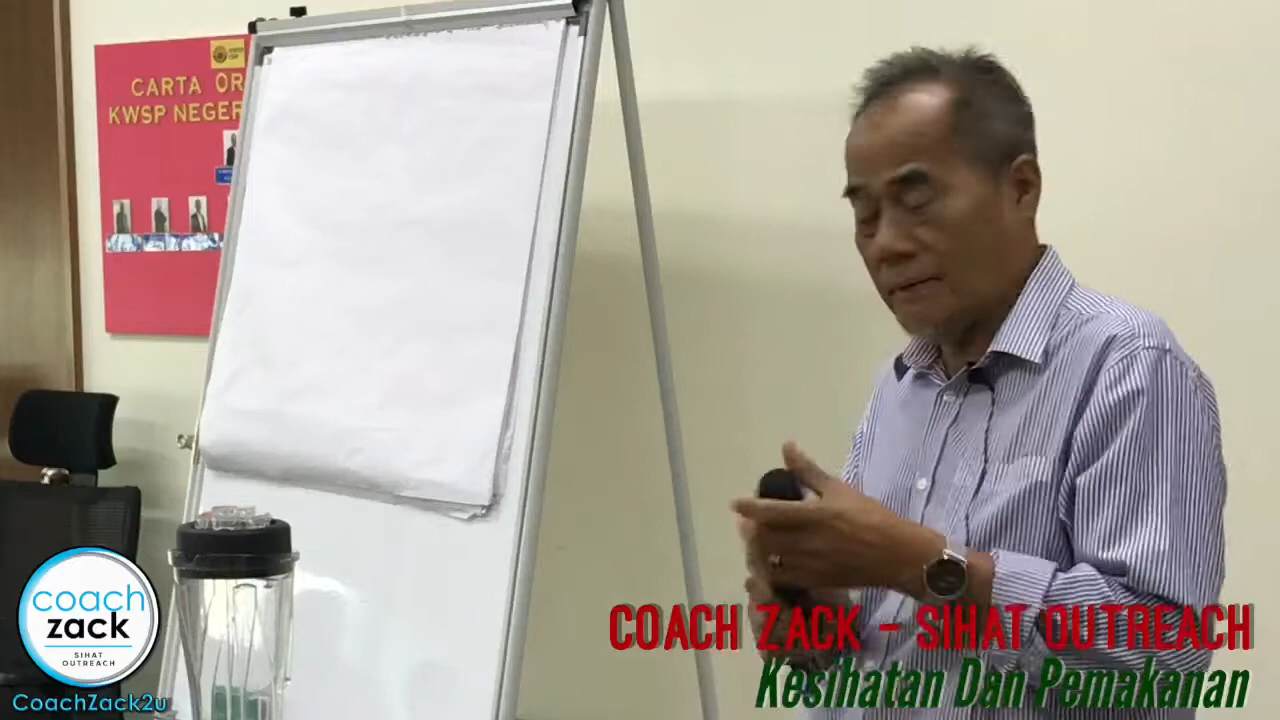 CARTA OR
KWSP NEGER
coach
zack
SIHAT
OUTREACH
CoachZack2u
COACH ZACK - SIHAT OUTREACH
Kesihatan Dan Pemakanan